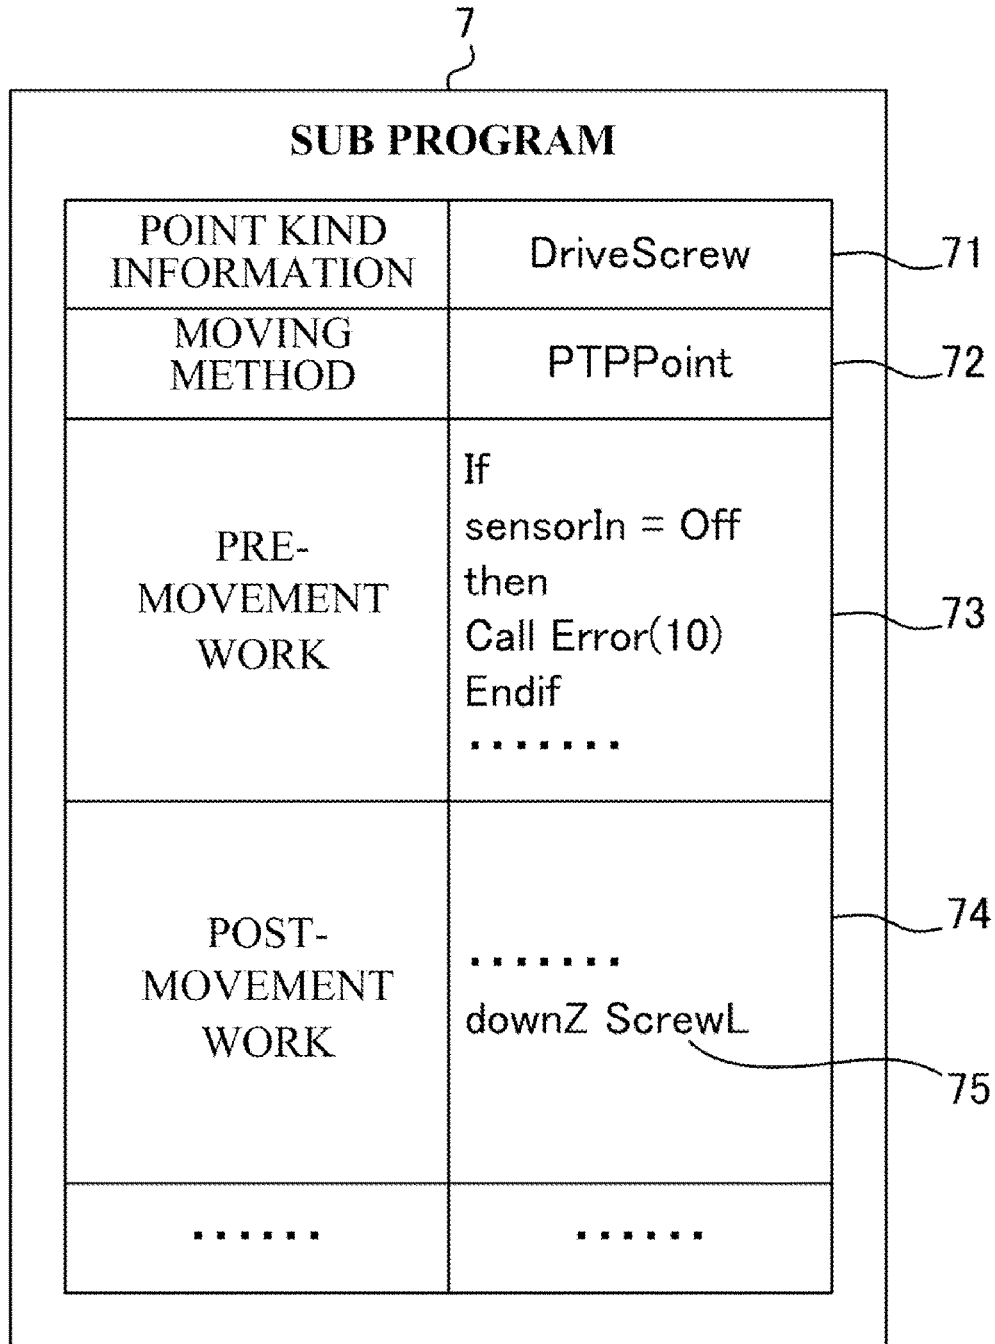 7
SUB PROGRAM
POINT KIND
INFORMATION
DriveScrew
71
MOVING
METHOD
PTPPoint
72
PRE-
MOVEMENT
WORK
If
sensorIn = Off
then
Call Error(10)
Endif
·······
73
POST-
MOVEMENT
WORK
·······
downZ ScrewL
74
75
······
······